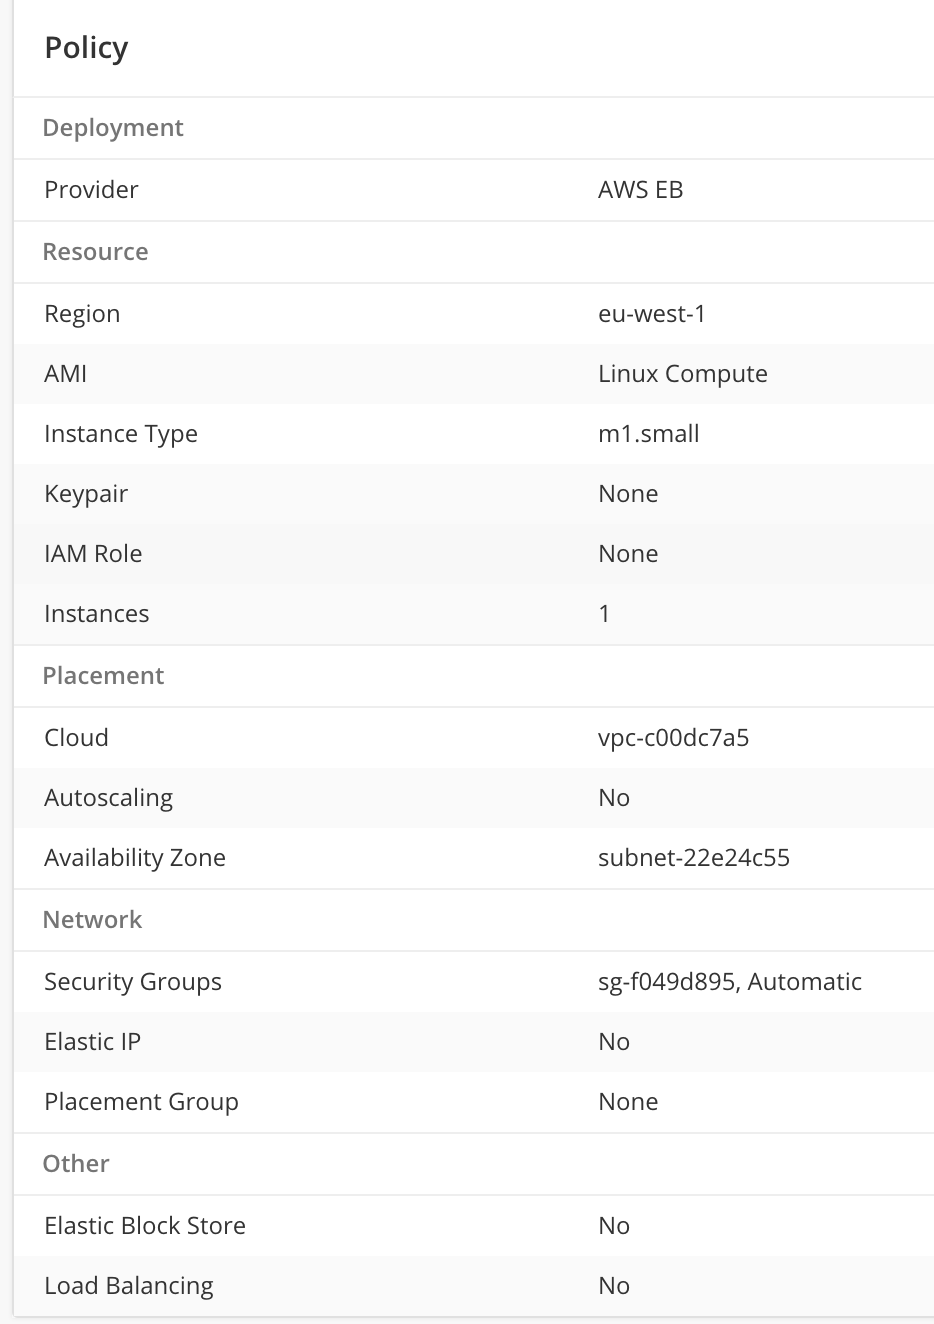 Policy
Deployment
Provider AWS EB
Resource
Region eu-west-1
AMI Linux Compute
Instance Type m1.small
Keypair None
IAM Role None
Instances 1
Placement
Cloud vpc-c00dc7a5
Autoscaling No
Availability Zone subnet-22e24c55
Network
Security Groups sg-f049d895, Automatic
Elastic IP No
Placement Group None
Other
Elastic Block Store No
Load Balancing No